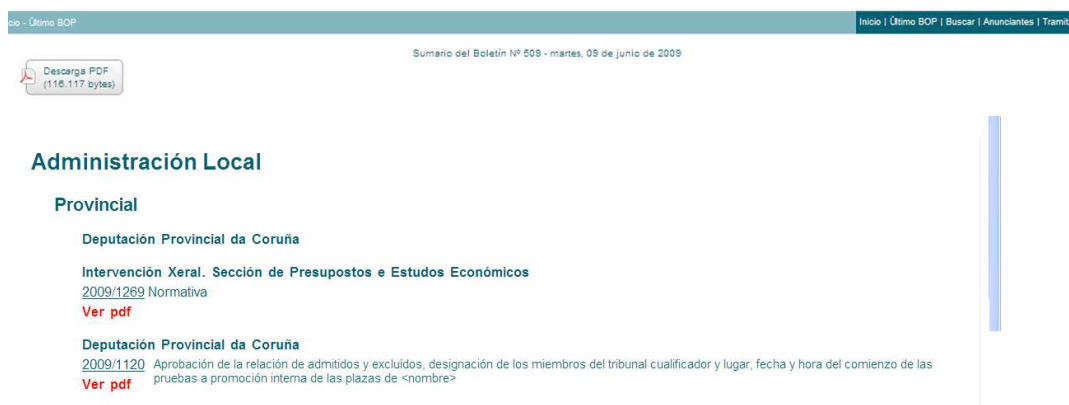 cio - Último BOP
Inicio | Último BOP | Buscar | Anunciantes | Tramit
Sumario del Boletín Nº 509 - martes, 09 de junio de 2009
Descarga PDF
(116.117 bytes)
Administración Local
Provincial
Deputación Provincial da Coruña
Intervención Xeral. Sección de Presupostos e Estudos Económicos
2009/1269 Normativa
Ver pdf
Deputación Provincial da Coruña
2009/1120 Aprobación de la relación de admitidos y excluídos, designación de los miembros del tribunal cualificador y lugar, fecha y hora del comienzo de las
pruebas a promoción interna de las plazas de <nombre>
Ver pdf